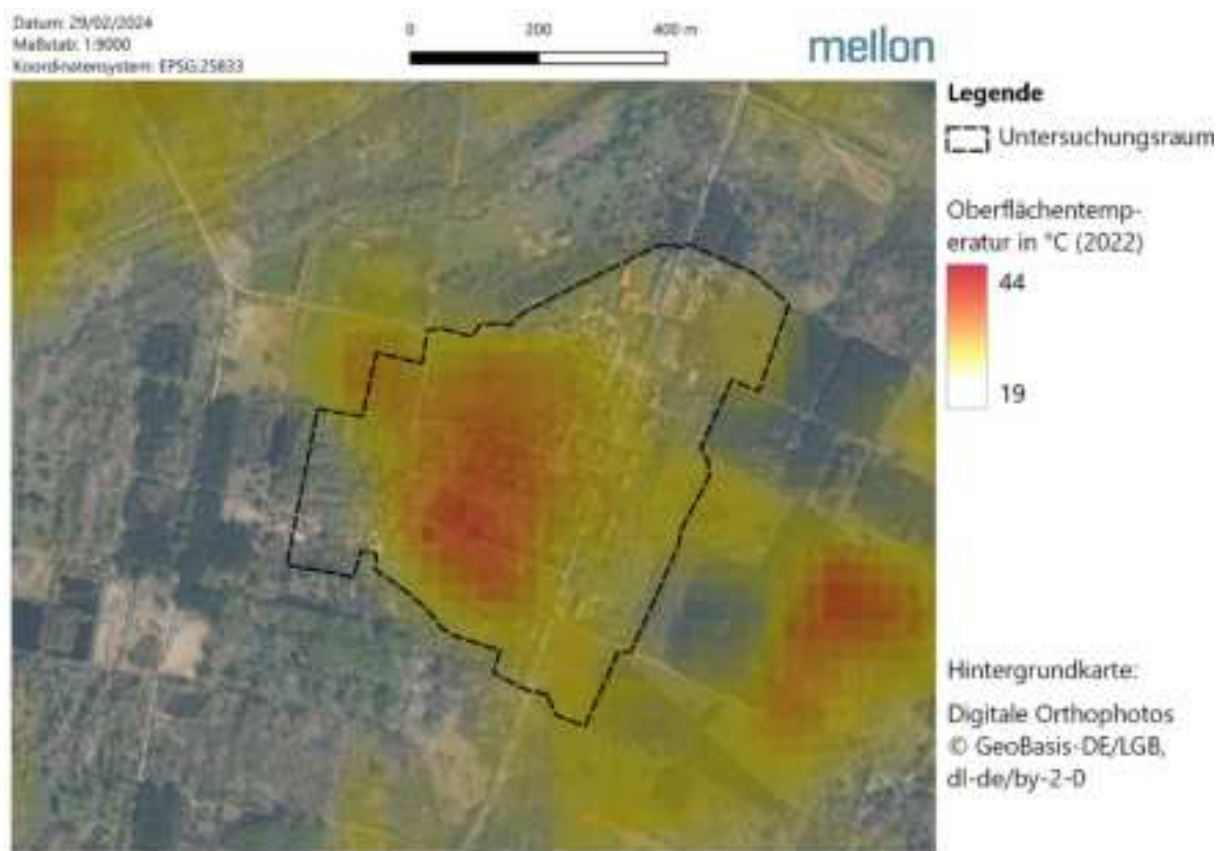 Datum: 29/02/2024
Maßstab: 1:9000
Koordinatensystem: EPSG:25833
0 200 400 m
mellon
Legende
Untersuchungsraum
Oberflächentemp-
eratur in °C (2022)
44
19
Hintergrundkarte:
Digitale Orthophotos
© GeoBasis-DE/LGB,
dl-de/by-2-0